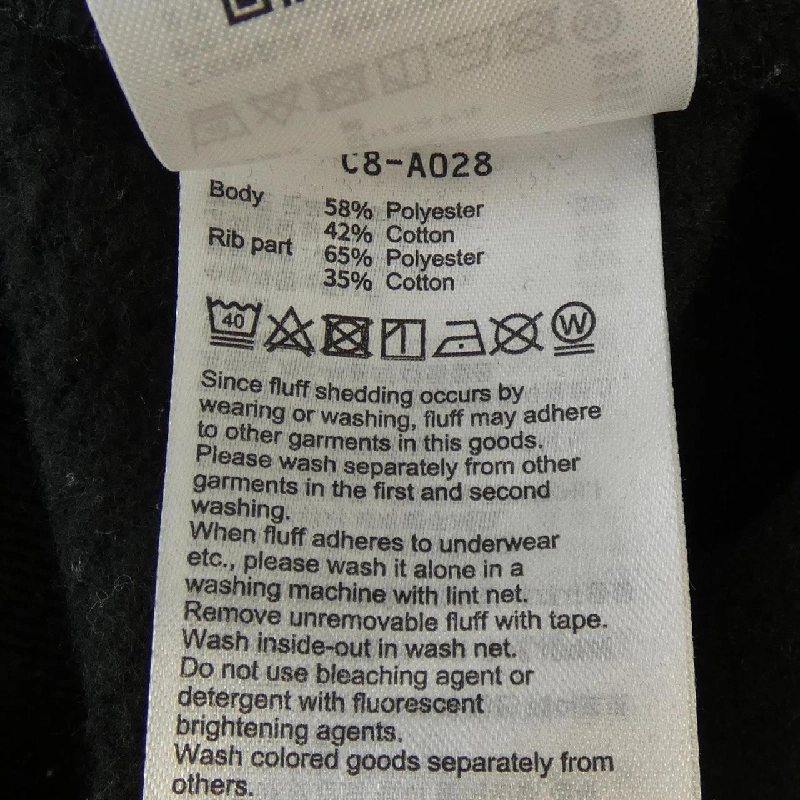 C8-A028
Body
58% Polyester
42% Cotton
Rib part
65% Polyester
35% Cotton
40
W
Since fluff shedding occurs by
wearing or washing, fluff may adhere
to other garments in this goods.
Please wash separately from other
garments in the first and second
washing.
When fluff adheres to underwear
etc., please wash it alone in a
washing machine with lint net.
Remove unremovable fluff with tape.
Wash inside-out in wash net.
Do not use bleaching agent or
detergent with fluorescent
brightening agents.
Wash colored goods separately from
others.